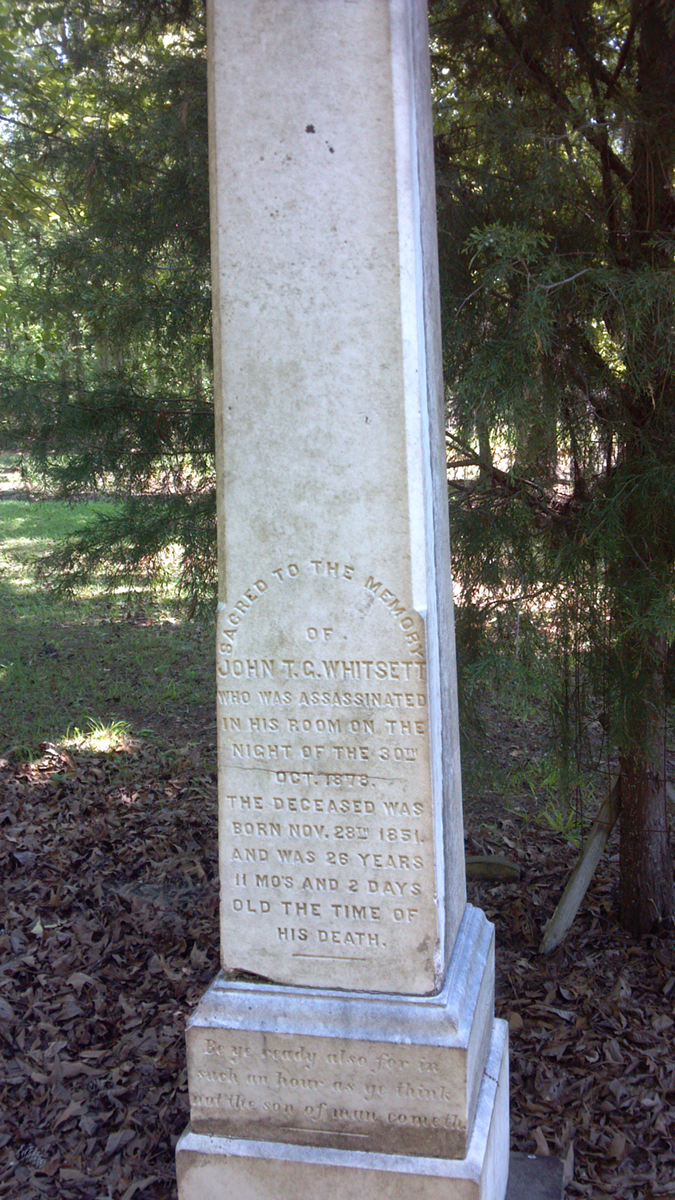 SACRED TO THE MEMORY
OF
JOHN T. G. WHITSETT
WHO WAS ASSASSINATED
IN HIS ROOM ON THE
NIGHT OF THE 30TH
OCT. 1878.
THE DECEASED WAS
BORN NOV. 28TH 1851.
AND WAS 26 YEARS
11 MO'S AND 2 DAYS
OLD THE TIME OF
HIS DEATH.
Be ye ready also for in
such an hour as ye think
not the son of man cometh